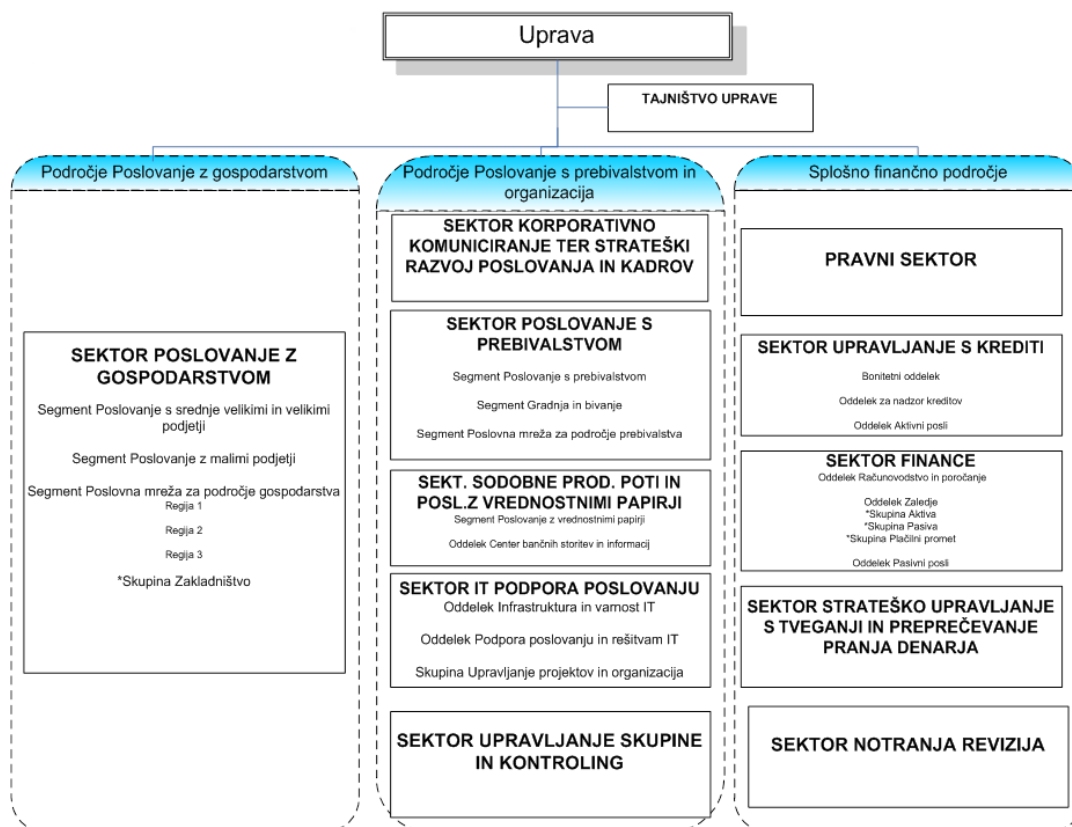 Uprava
TAJNIŠTVO UPRAVE
Področje Poslovanje z gospodarstvom
SEKTOR POSLOVANJE Z
GOSPODARSTVOM
Segment Poslovanje s srednje velikimi in velikimi
podjetji
Segment Poslovanje z malimi podjetji
Segment Poslovna mreža za področje gospodarstva
Regija 1
Regija 2
Regija 3
*Skupina Zakladništvo
Področje Poslovanje s prebivalstvom in
organizacija
SEKTOR KORPORATIVNO
KOMUNICIRANJE TER STRATEŠKI
RAZVOJ POSLOVANJA IN KADROV
SEKTOR POSLOVANJE S
PREBIVALSTVOM
Segment Poslovanje s prebivalstvom
Segment Gradnja in bivanje
Segment Poslovna mreža za področje prebivalstva
SEKT. SODOBNE PROD. POTI IN
POSL.Z VREDNOSTNIMI PAPIRJI
Segment Poslovanje z vrednostnimi papirji
Oddelek Center bančnih storitev in informacij
SEKTOR IT PODPORA POSLOVANJU
Oddelek Infrastruktura in varnost IT
Oddelek Podpora poslovanju in rešitvam IT
Skupina Upravljanje projektov in organizacija
SEKTOR UPRAVLJANJE SKUPINE
IN KONTROLING
Splošno finančno področje
PRAVNI SEKTOR
SEKTOR UPRAVLJANJE S KREDITI
Bonitetni oddelek
Oddelek za nadzor kreditov
Oddelek Aktivni posli
SEKTOR FINANCE
Oddelek Računovodstvo in poročanje
Oddelek Zaledje
*Skupina Aktiva
*Skupina Pasiva
*Skupina Plačilni promet
Oddelek Pasivni posli
SEKTOR STRATEŠKO UPRAVLJANJE
S TVEGANJI IN PREPREČEVANJE
PRANJA DENARJA
SEKTOR NOTRANJA REVIZIJA